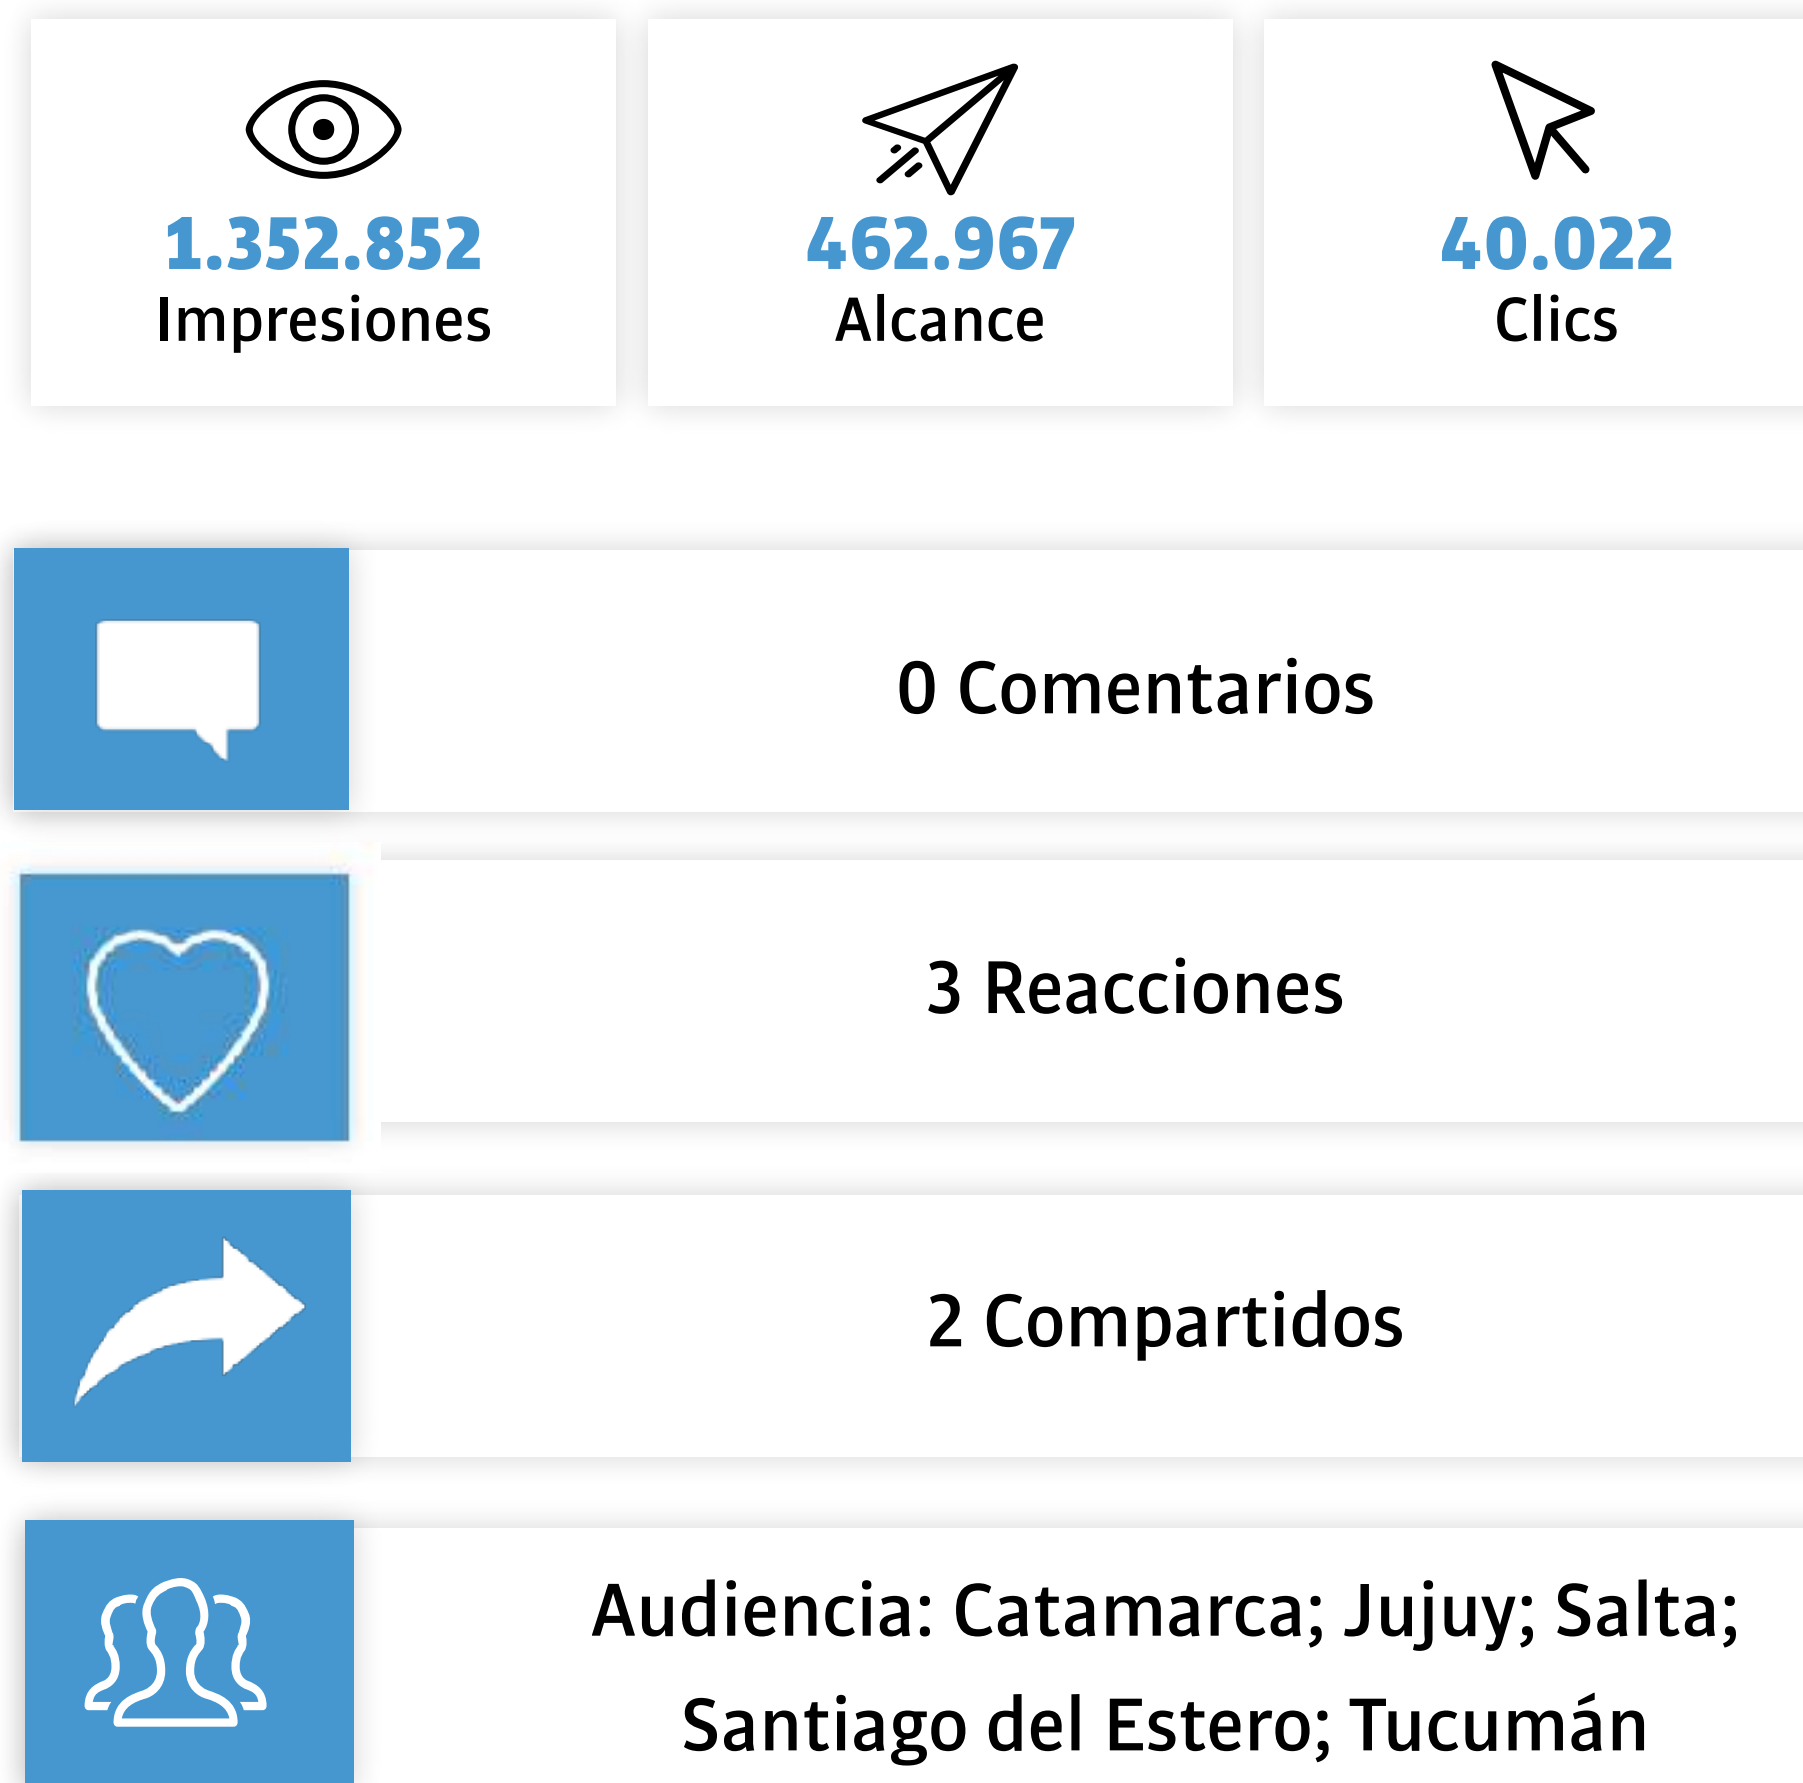 1.352.852
Impresiones
462.967
Alcance
40.022
Clics
0 Comentarios
3 Reacciones
2 Compartidos
Audiencia: Catamarca; Jujuy; Salta;
Santiago del Estero; Tucumán